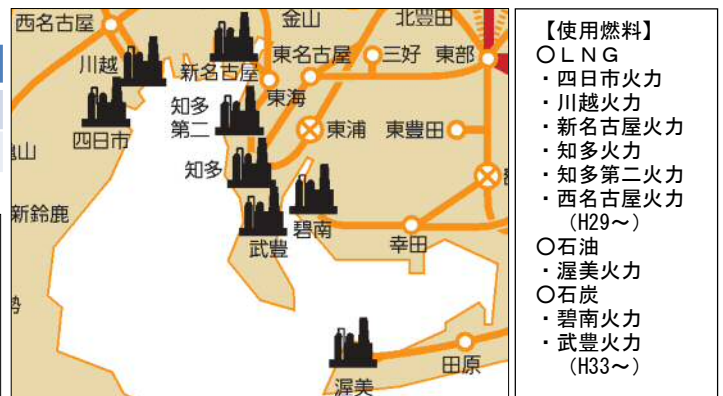 西名古屋
金山
北豊田
川越
新名古屋
東名古屋
三好
東部
東海
知多
第二
四日市
東浦
東豊田
知多
新鈴鹿
碧南
武豊
幸田
渥美
田原
【使用燃料】
〇ＬＮＧ
・四日市火力
・川越火力
・新名古屋火力
・知多火力
・知多第二火力
・西名古屋火力
（H29～）
〇石油
・渥美火力
〇石炭
・碧南火力
・武豊火力
（H33～）